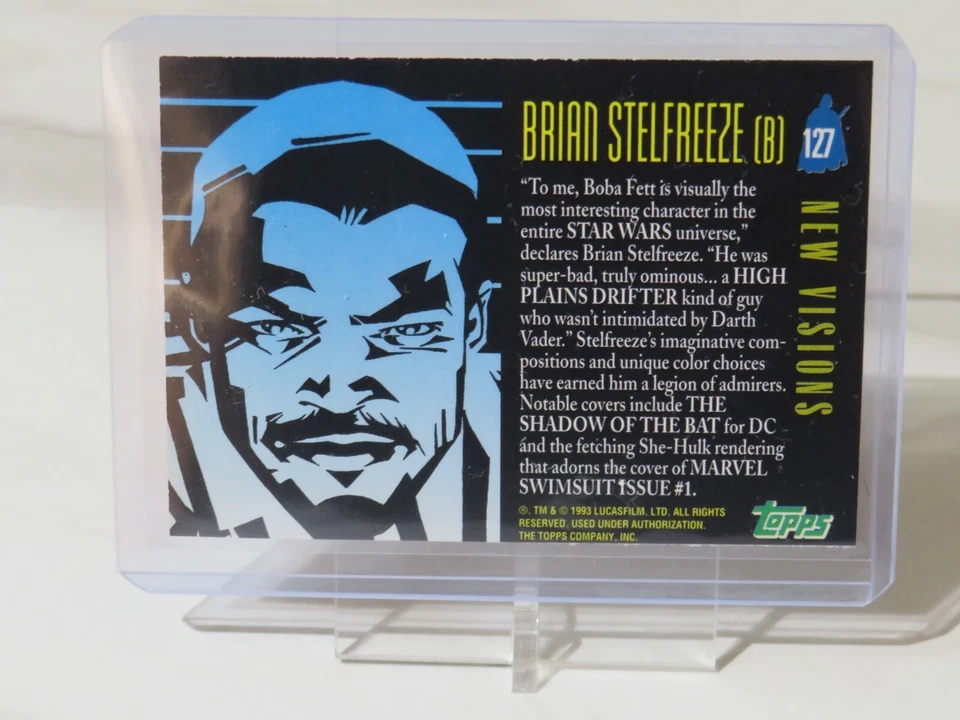 BRIAN STELFREEZE (B)
127
"To me, Boba Fett is visually the
most interesting character in the
entire STAR WARS universe,"
declares Brian Stelfreeze. "He was
super-bad, truly ominous... a HIGH
PLAINS DRIFTER kind of guy
who wasn't intimidated by Darth
Vader." Stelfreeze's imaginative com-
positions and unique color choices
have earned him a legion of admirers.
Notable covers include THE
SHADOW OF THE BAT for DC
and the fetching She-Hulk rendering
that adorns the cover of MARVEL
SWIMSUIT ISSUE #1.
NEW VISIONS
®, TM & © 1993 LUCASFILM, LTD. ALL RIGHTS
RESERVED. USED UNDER AUTHORIZATION.
THE TOPPS COMPANY, INC.
topps